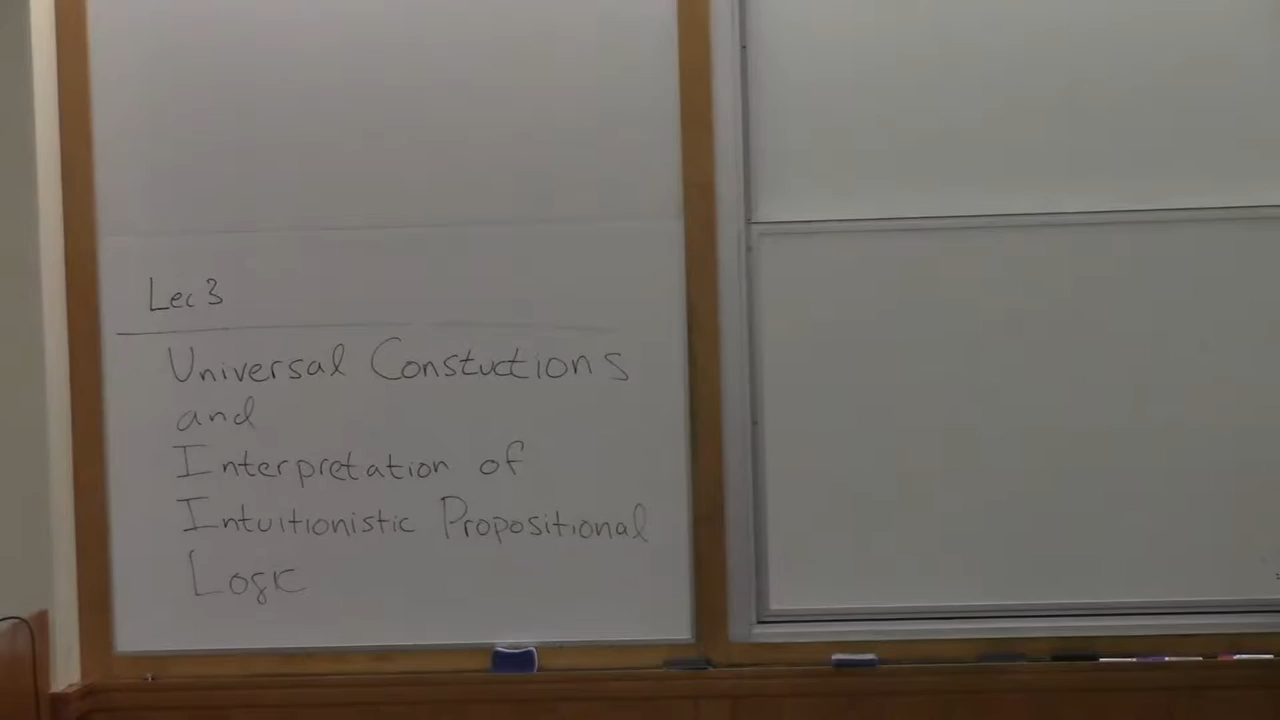 Lec 3
Universal Constuctions
and
Interpretation of
Intuitionistic Propositional
Logic